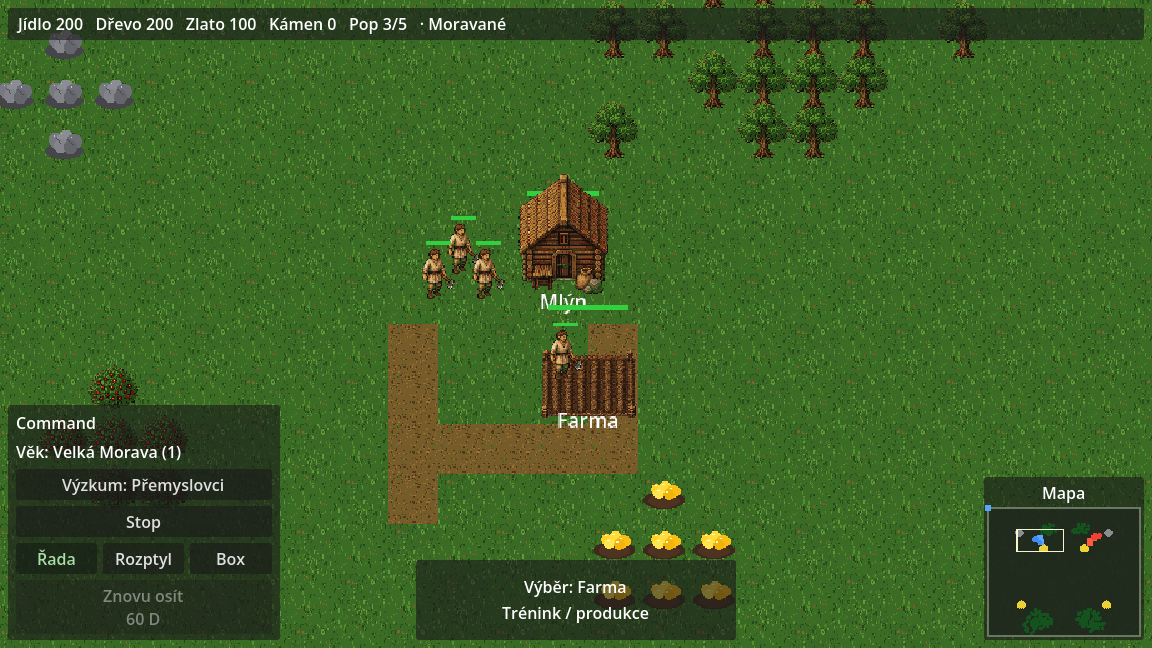 Jídlo 200 Dřevo 200 Zlato 100 Kámen 0 Pop 3/5 · Moravané
Mlýn
Farma
Command
Věk: Velká Morava (1)
Výzkum: Přemyslovci
Stop
Řada Rozptyl Box
Znovu osít
60 D
Výběr: Farma
Trénink / produkce
Mapa